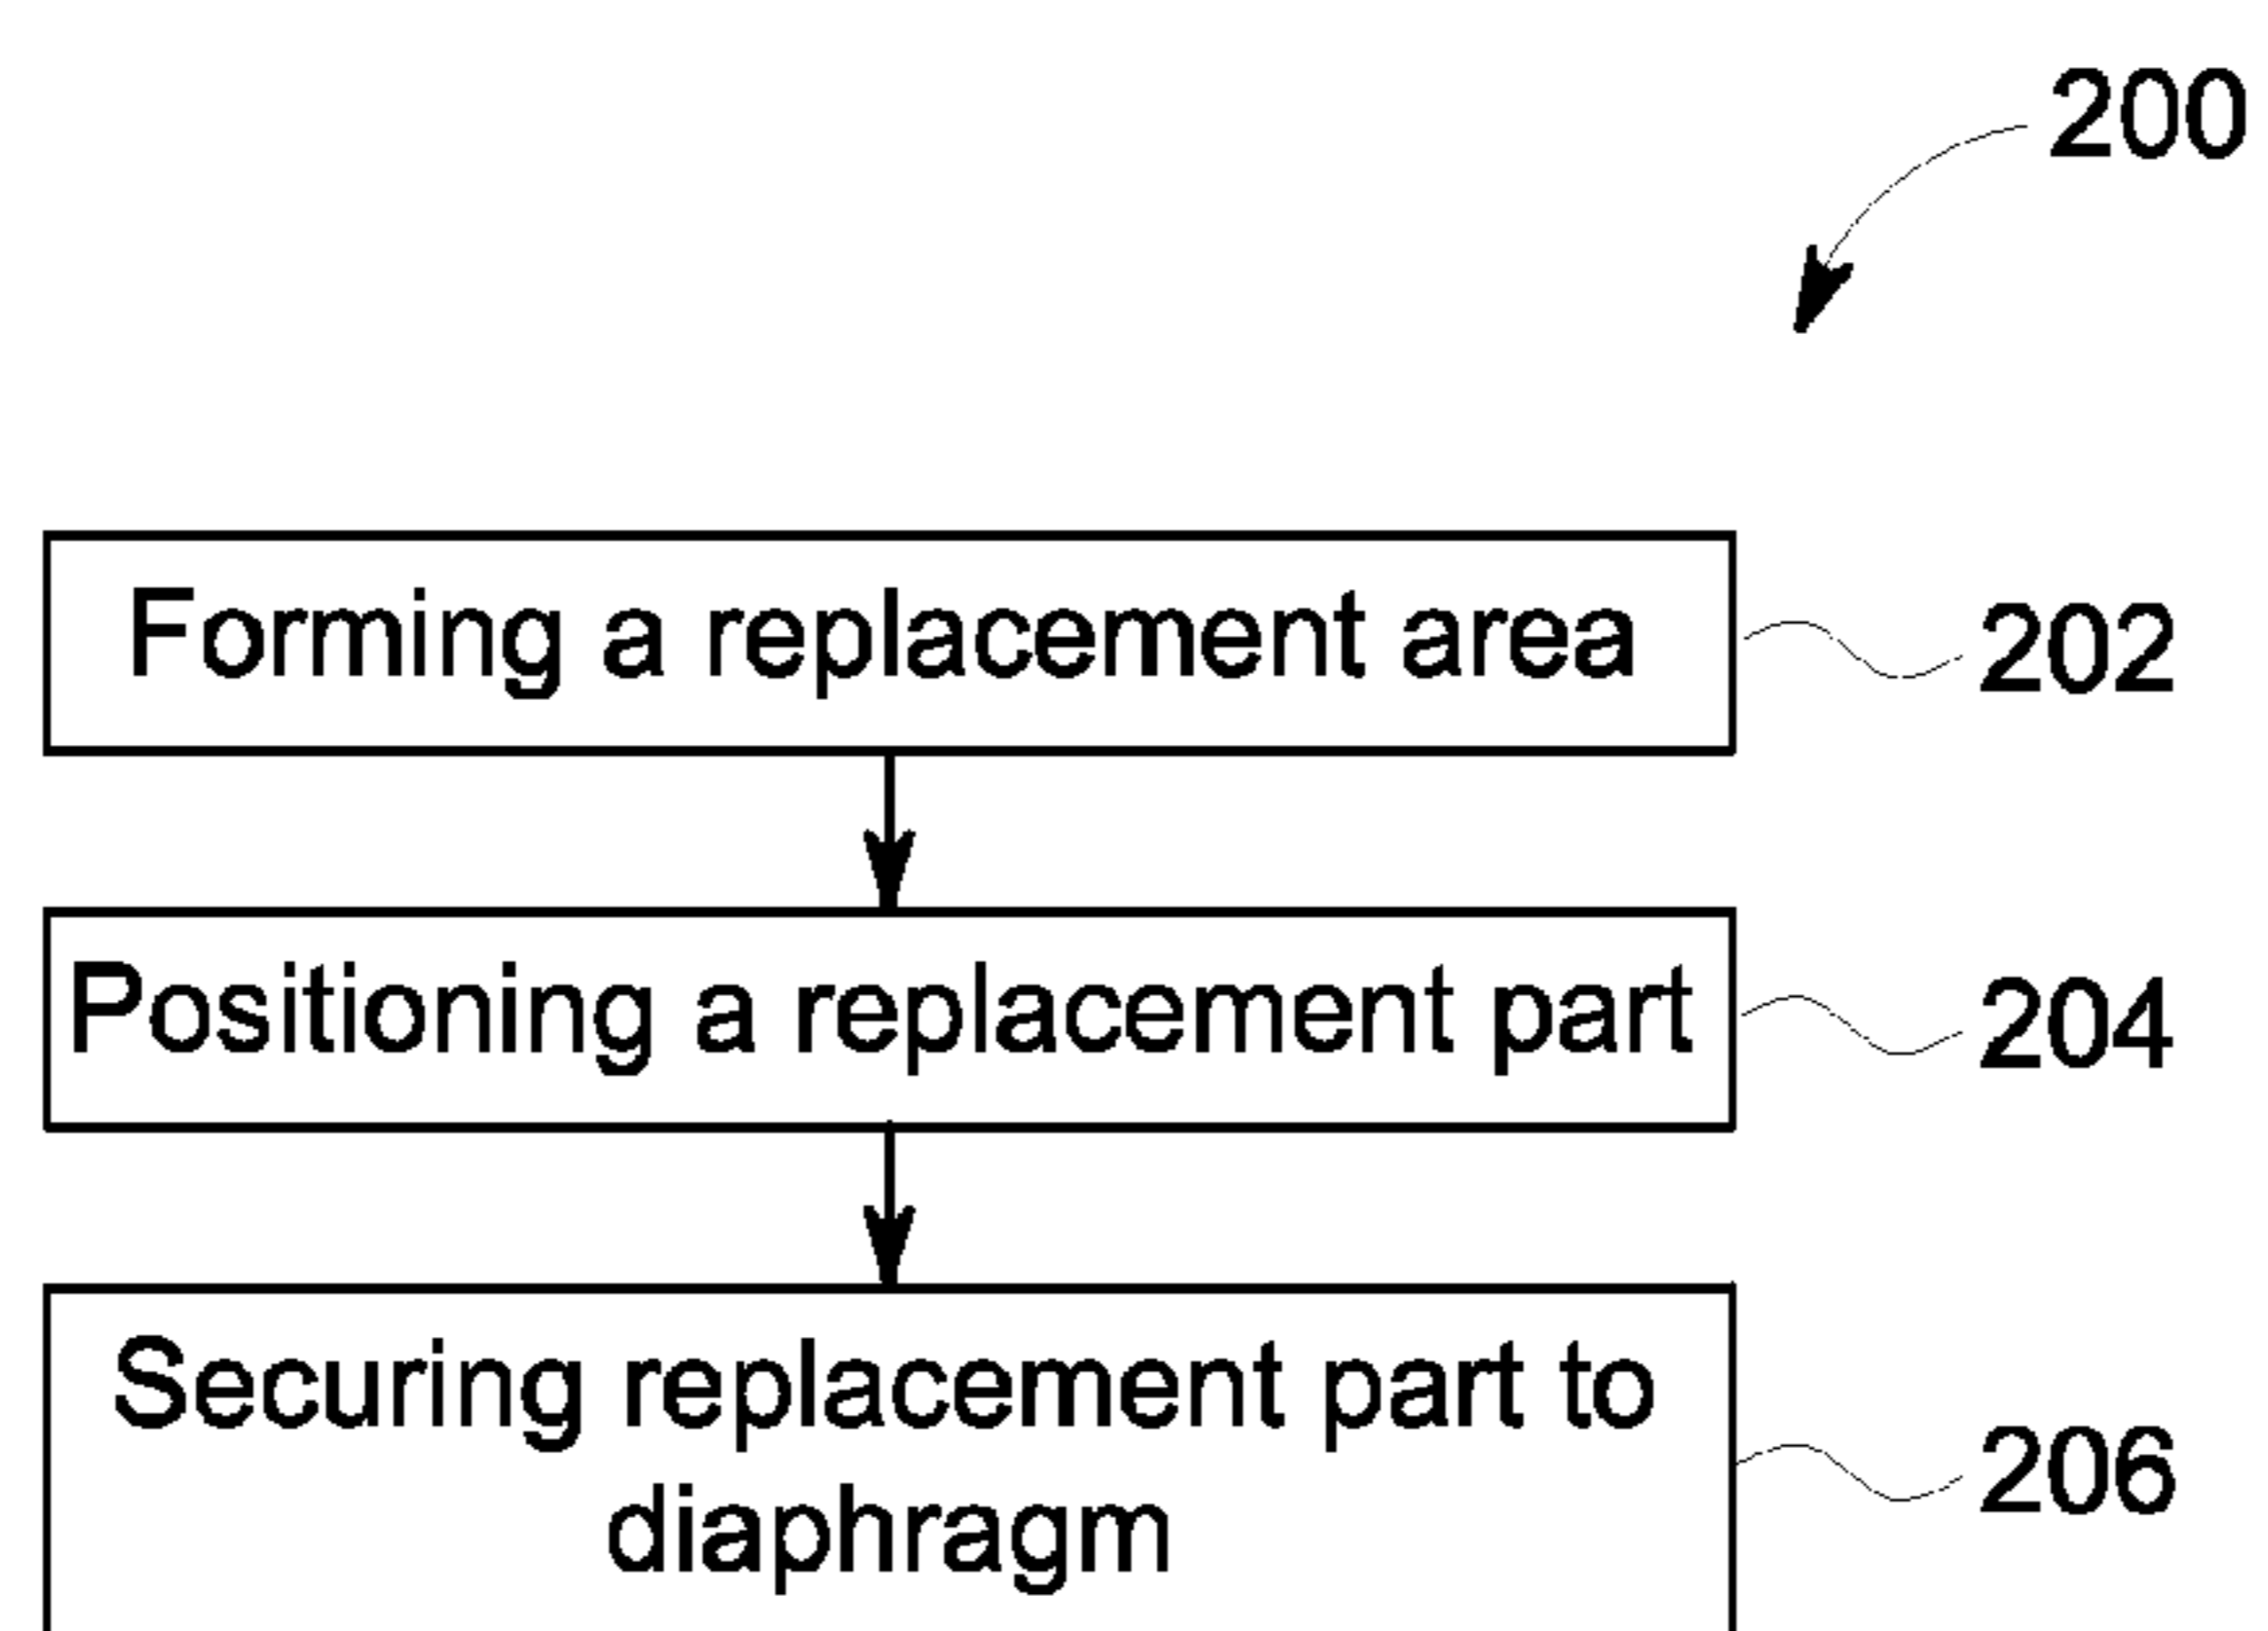 200
Forming a replacement area
202
Positioning a replacement part
204
Securing replacement part to
diaphragm
206